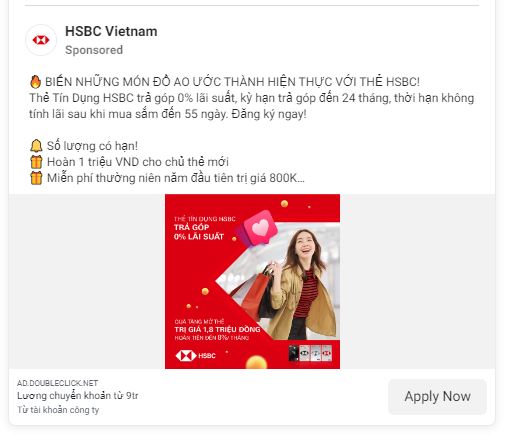 HSBC Vietnam
Sponsored
🔥 BIẾN NHỮNG MÓN ĐỒ AO ƯỚC THÀNH HIỆN THỰC VỚI THẺ HSBC!
Thẻ Tín Dụng HSBC trả góp 0% lãi suất, kỳ hạn trả góp đến 24 tháng, thời hạn không
tính lãi sau khi mua sắm đến 55 ngày. Đăng ký ngay!
🔔 Số lượng có hạn!
🎁 Hoàn 1 triệu VND cho chủ thẻ mới
🎁 Miễn phí thường niên năm đầu tiên trị giá 800K...
THẺ TÍN DỤNG HSBC
TRẢ GÓP
0% LÃI SUẤT
QUÀ TẶNG MỞ THẺ
TRỊ GIÁ 1,8 TRIỆU ĐỒNG
HOÀN TIỀN ĐẾN 8%/THÁNG
HSBC
AD.DOUBLECLICK.NET
Lương chuyển khoản từ 9tr
Từ tài khoản công ty
Apply Now